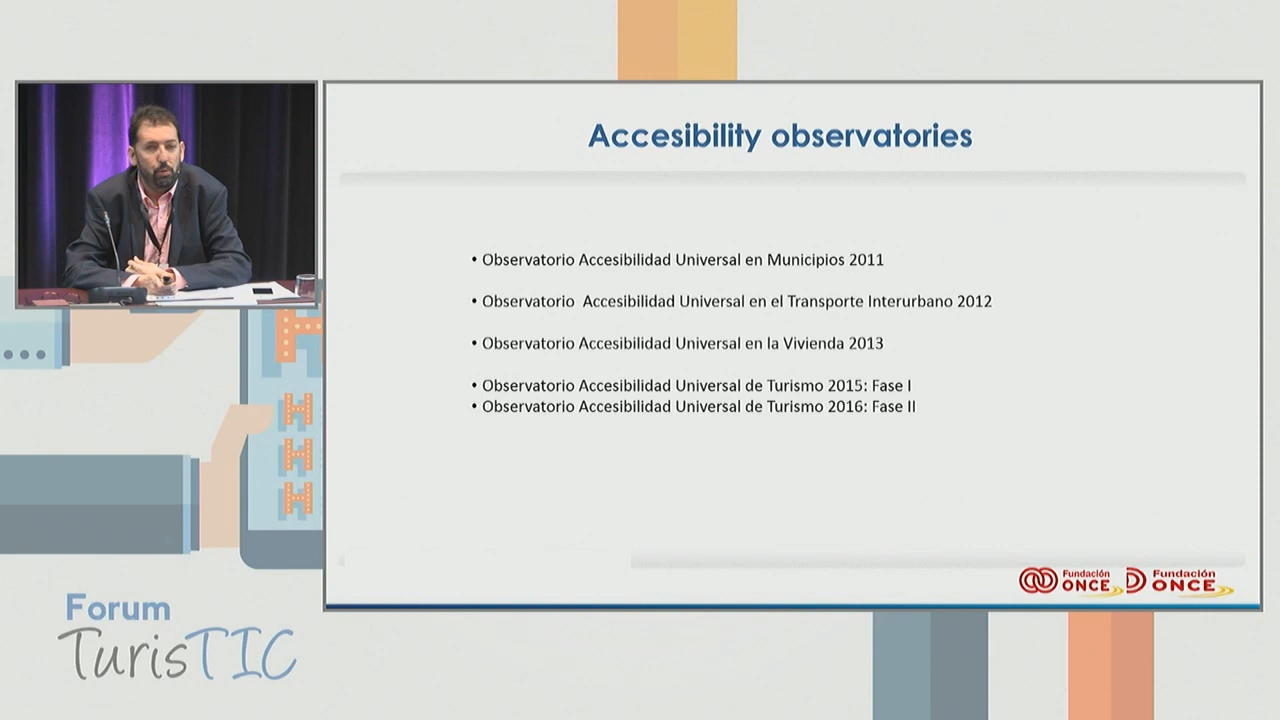 Accesibility observatories
• Observatorio Accesibilidad Universal en Municipios 2011
• Observatorio Accesibilidad Universal en el Transporte Interurbano 2012
• Observatorio Accesibilidad Universal en la Vivienda 2013
• Observatorio Accesibilidad Universal de Turismo 2015: Fase I
• Observatorio Accesibilidad Universal de Turismo 2016: Fase II
Fundación
ONCE
Fundación
ONCE
Forum
TurisTIC